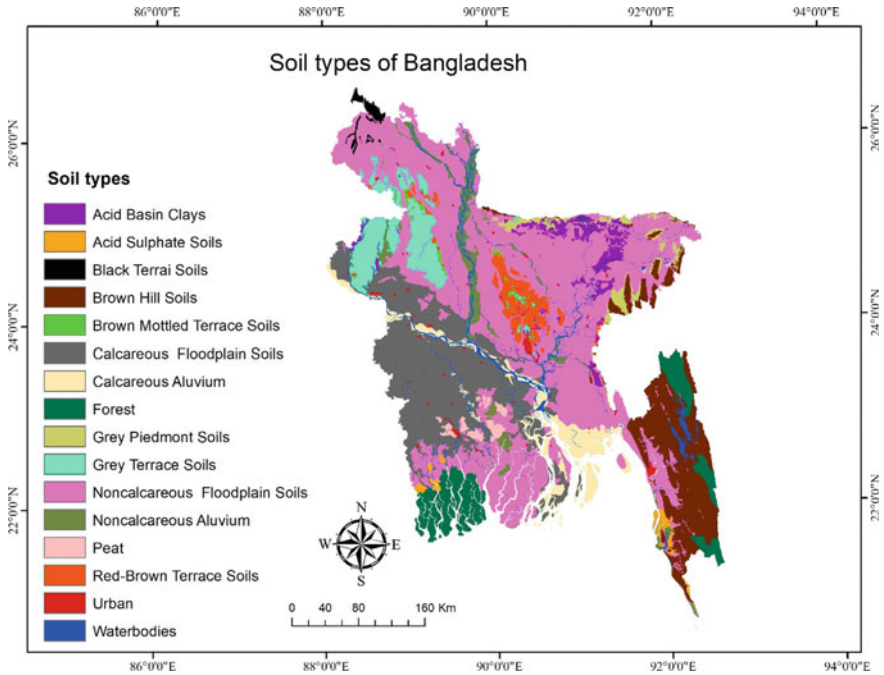 86°0'0"E 88°0'0"E 90°0'0"E 92°0'0"E 94°0'0"E
Soil types of Bangladesh
26°0'0"N 26°0'0"N
24°0'0"N 24°0'0"N
22°0'0"N 22°0'0"N
Soil types
Acid Basin Clays
Acid Sulphate Soils
Black Terrai Soils
Brown Hill Soils
Brown Mottled Terrace Soils
Calcareous Floodplain Soils
Calcareous Aluvium
Forest
Grey Piedmont Soils
Grey Terrace Soils
Noncalcareous Floodplain Soils
Noncalcareous Aluvium
Peat
Red-Brown Terrace Soils
Urban
Waterbodies
N
W E
S
0 40 80 160 Km
86°0'0"E 88°0'0"E 90°0'0"E 92°0'0"E 94°0'0"E